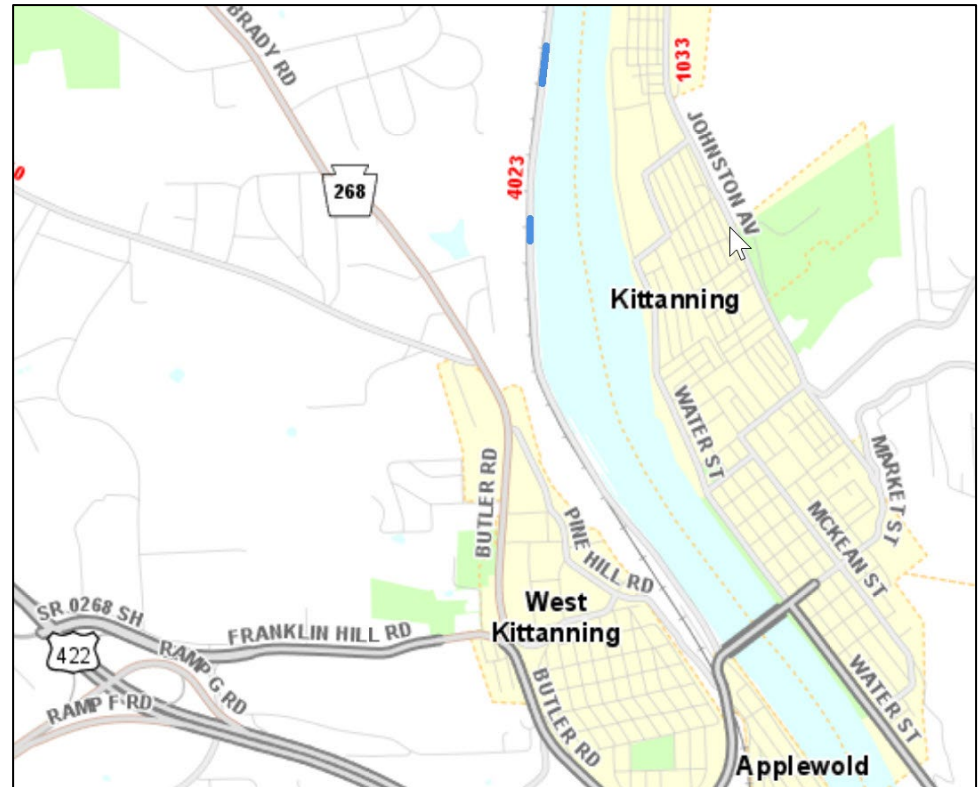 BRADY RD
1033
JOHNSTON AV
4023
268
0
Kittanning
WATER ST
MARKET ST
BUTLER RD
PINE HILL RD
MCKEAN ST
West
Kittanning
SR 0268 SH
FRANKLIN HILL RD
422
RAMP G RD
RAMP F RD
BUTLER RD
WATER ST
Applewold